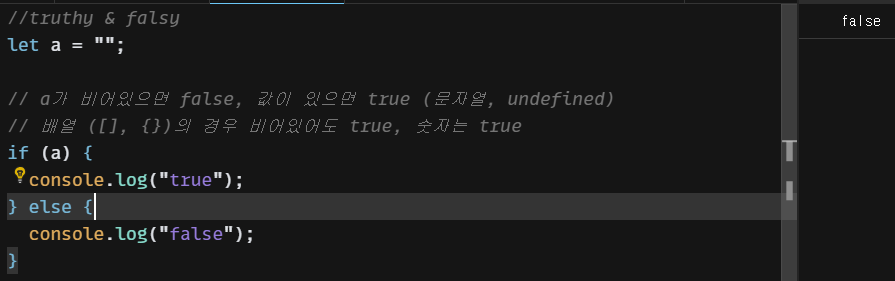 //truthy & falsy
let a = "";
// a가 비어있으면 false, 값이 있으면 true (문자열, undefined)
// 배열 ([], {})의 경우 비어있어도 true, 숫자는 true
if (a) {
console.log("true");
} else {
console.log("false");
}
false